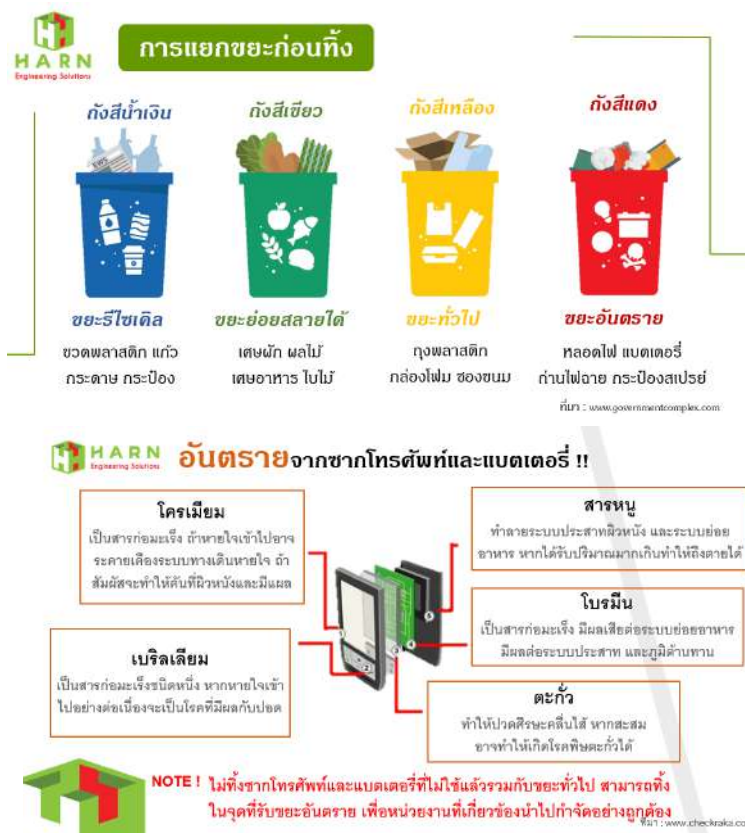 HARN
Engineering Solutions
การแยกขยะก่อนทิ้ง
ถังสีน้ำเงิน
ถังสีเขียว
ถังสีเหลือง
ถังสีแดง
ขยะรีไซเคิล
ขยะย่อยสลายได้
ขยะทั่วไป
ขยะอันตราย
ขวดพลาสติก แก้ว
กระดาษ กระป๋อง
เศษผัก ผลไม้
เศษอาหาร ใบไม้
ถุงพลาสติก
กล่องโฟม ซองขนม
หลอดไฟ แบตเตอรี่
ถ่านไฟฉาย กระป๋องสเปรย์
ที่มา : www.governmentcomplex.com
HARN
Engineering Solutions
อันตรายจากซากโทรศัพท์และแบตเตอรี่ !!
โครเมียม
เป็นสารก่อมะเร็ง ถ้าหายใจเข้าไปอาจ
ระคายเคืองระบบทางเดินหายใจ ถ้า
สัมผัสจะทำให้คันที่ผิวหนังและมีแผล
สารหนู
ทำลายระบบประสาทผิวหนัง และระบบย่อย
อาหาร หากได้รับปริมาณมากเกินทำให้ถึงตายได้
โบรมีน
เป็นสารก่อมะเร็ง มีผลเสียต่อระบบย่อยอาหาร
มีผลต่อระบบประสาท และภูมิต้านทาน
เบริลเลียม
เป็นสารก่อมะเร็งชนิดหนึ่ง หากหายใจเข้า
ไปอย่างต่อเนื่องจะเป็นโรคที่มีผลกับปอด
ตะกั่ว
ทำให้ปวดศีรษะคลื่นไส้ หากสะสม
อาจทำให้เกิดโรคพิษตะกั่วได้
NOTE ! ไม่ทิ้งซากโทรศัพท์และแบตเตอรี่ที่ไม่ใช้แล้วรวมกับขยะทั่วไป สามารถทิ้ง
ในจุดที่รับขยะอันตราย เพื่อหน่วยงานที่เกี่ยวข้องนำไปกำจัดอย่างถูกต้อง
ที่มา : www.checkraka.co